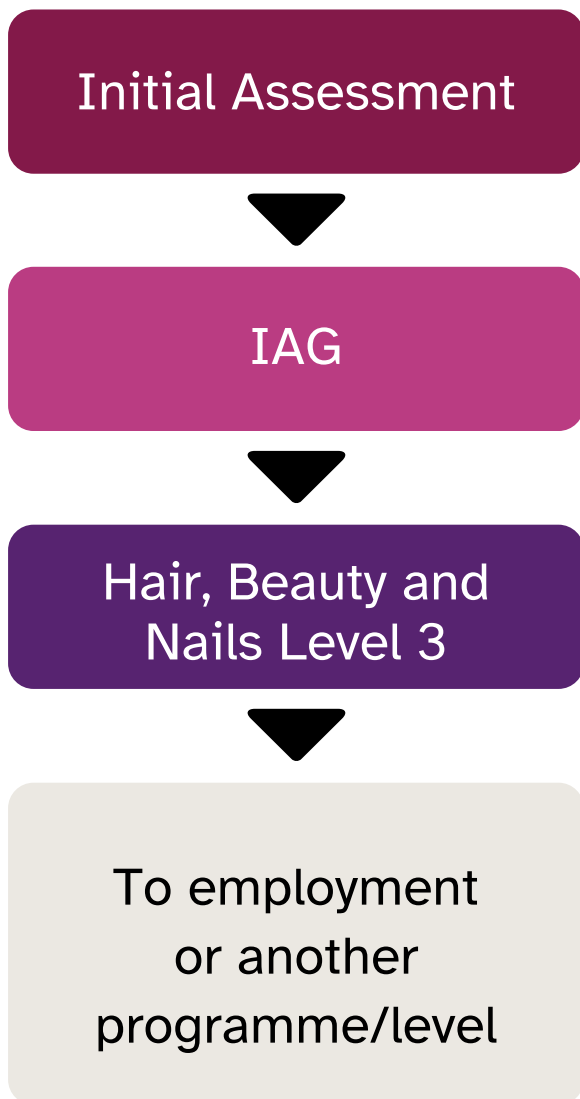 Initial Assessment
IAG
Hair, Beauty and
Nails Level 3
To employment
or another
programme/level